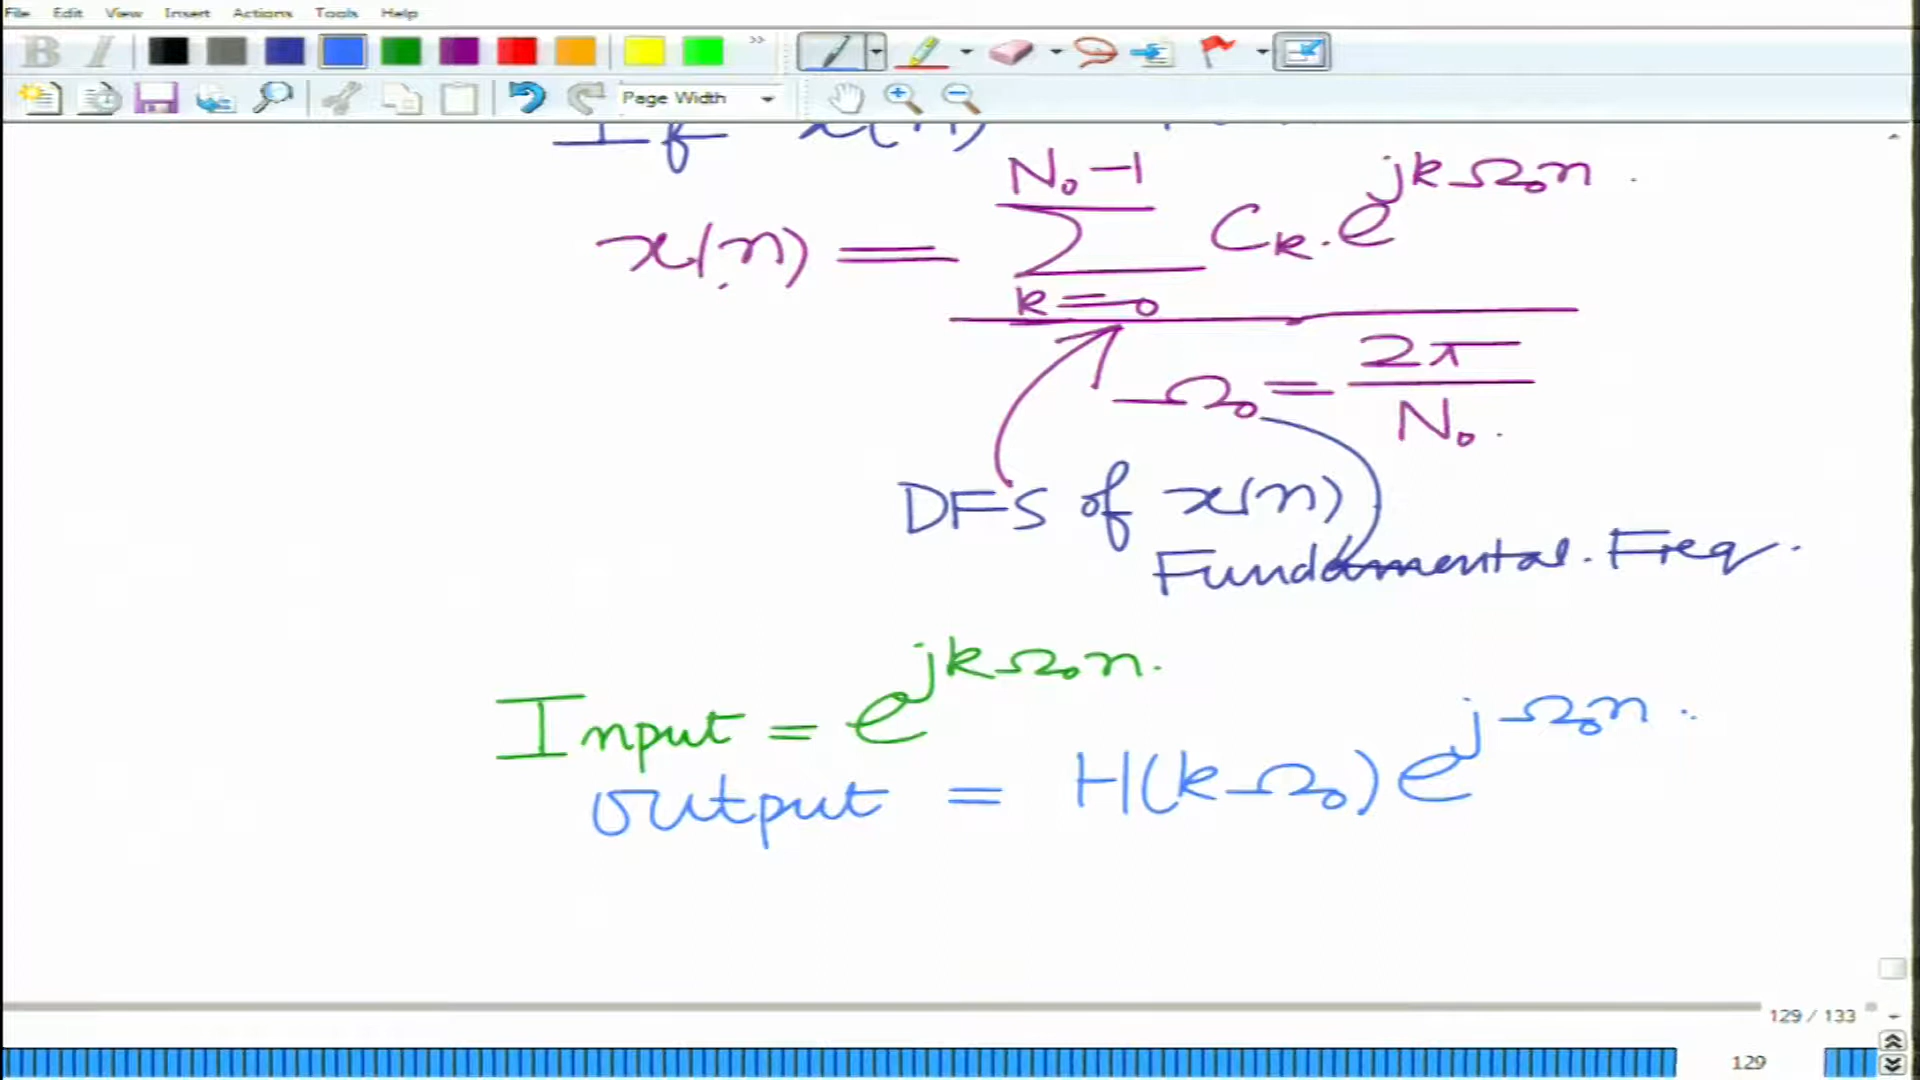 File Edit View Insert Actions Tools Help
B I
Page Width
If x(n)
x(n) = N₀-1 Σ k=0 Cₖ.e^jkΩ₀n.
Ω₀ = 2π/N₀.
DFS of x(n)
Fundamental. Freq.
Input = e^jkΩ₀n.
output = H(kΩ₀) e^jΩ₀n.
129 / 133
129